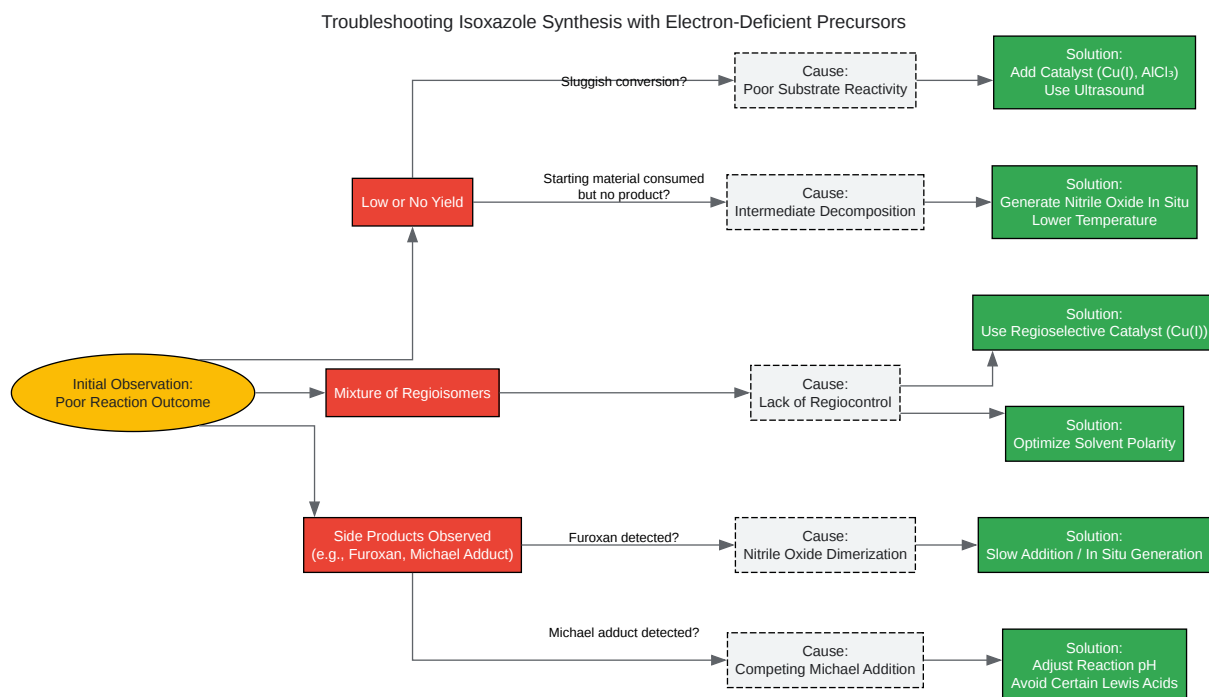 Troubleshooting Isoxazole Synthesis with Electron-Deficient Precursors
Sluggish conversion?
Cause:
Poor Substrate Reactivity
Solution:
Add Catalyst (Cu(I), AlCl₃)
Use Ultrasound
Low or No Yield
Starting material consumed
but no product?
Cause:
Intermediate Decomposition
Solution:
Generate Nitrile Oxide In Situ
Lower Temperature
Initial Observation:
Poor Reaction Outcome
Mixture of Regioisomers
Cause:
Lack of Regiocontrol
Solution:
Use Regioselective Catalyst (Cu(I))
Solution:
Optimize Solvent Polarity
Side Products Observed
(e.g., Furoxan, Michael Adduct)
Furoxan detected?
Cause:
Nitrile Oxide Dimerization
Solution:
Slow Addition / In Situ Generation
Michael adduct detected?
Cause:
Competing Michael Addition
Solution:
Adjust Reaction pH
Avoid Certain Lewis Acids